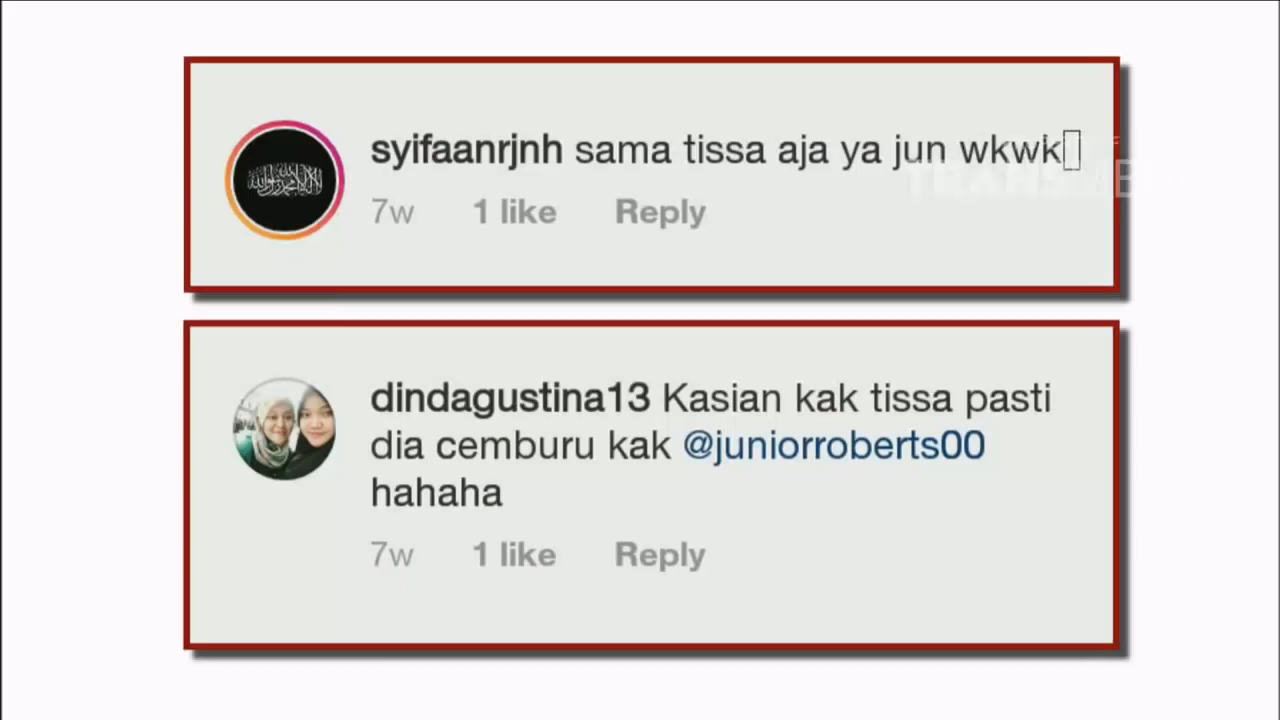 syifaanrjnh sama tissa aja ya jun wkwk
7w 1 like Reply
dindagustina13 Kasian kak tissa pasti
dia cemburu kak @juniorroberts00
hahaha
7w 1 like Reply